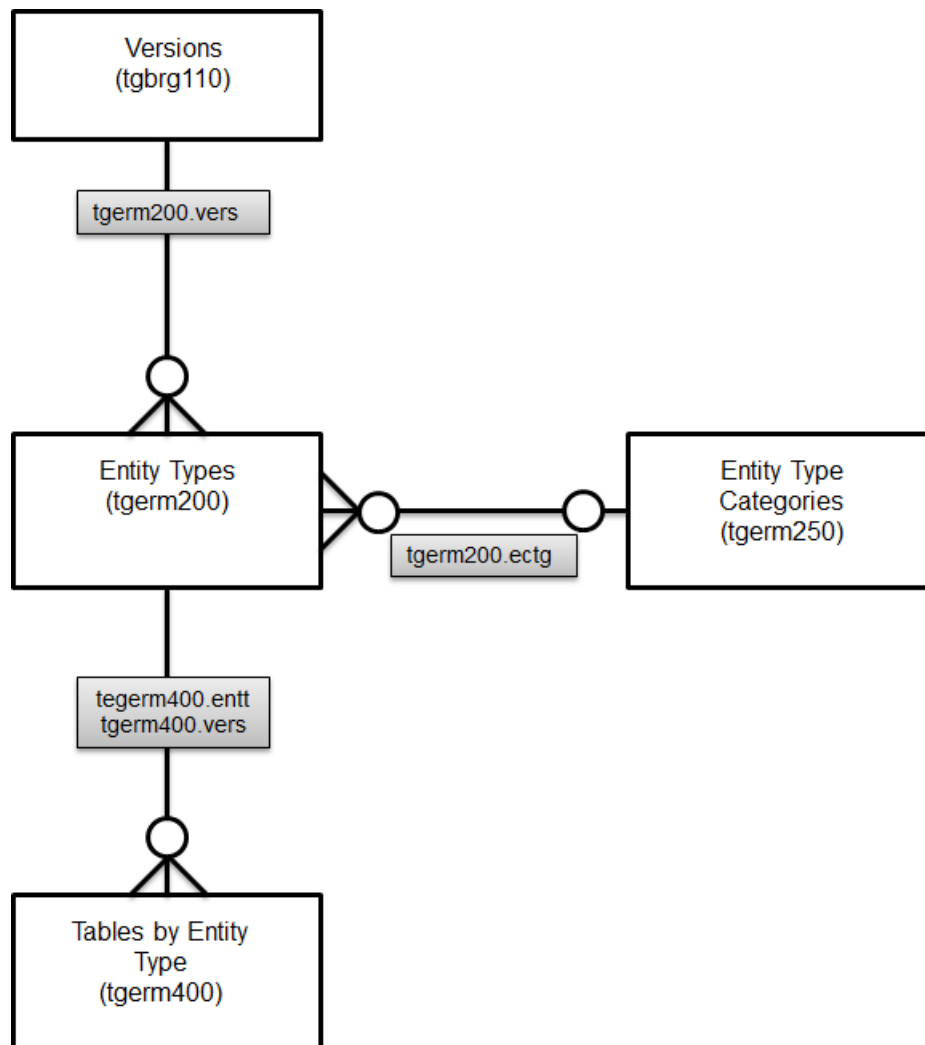 Versions
(tgbrg110)
tgerm200.vers
Entity Types
(tgerm200)
Entity Type
Categories
(tgerm250)
tgerm200.ectg
tegerm400.entt
tgerm400.vers
Tables by Entity
Type
(tgerm400)